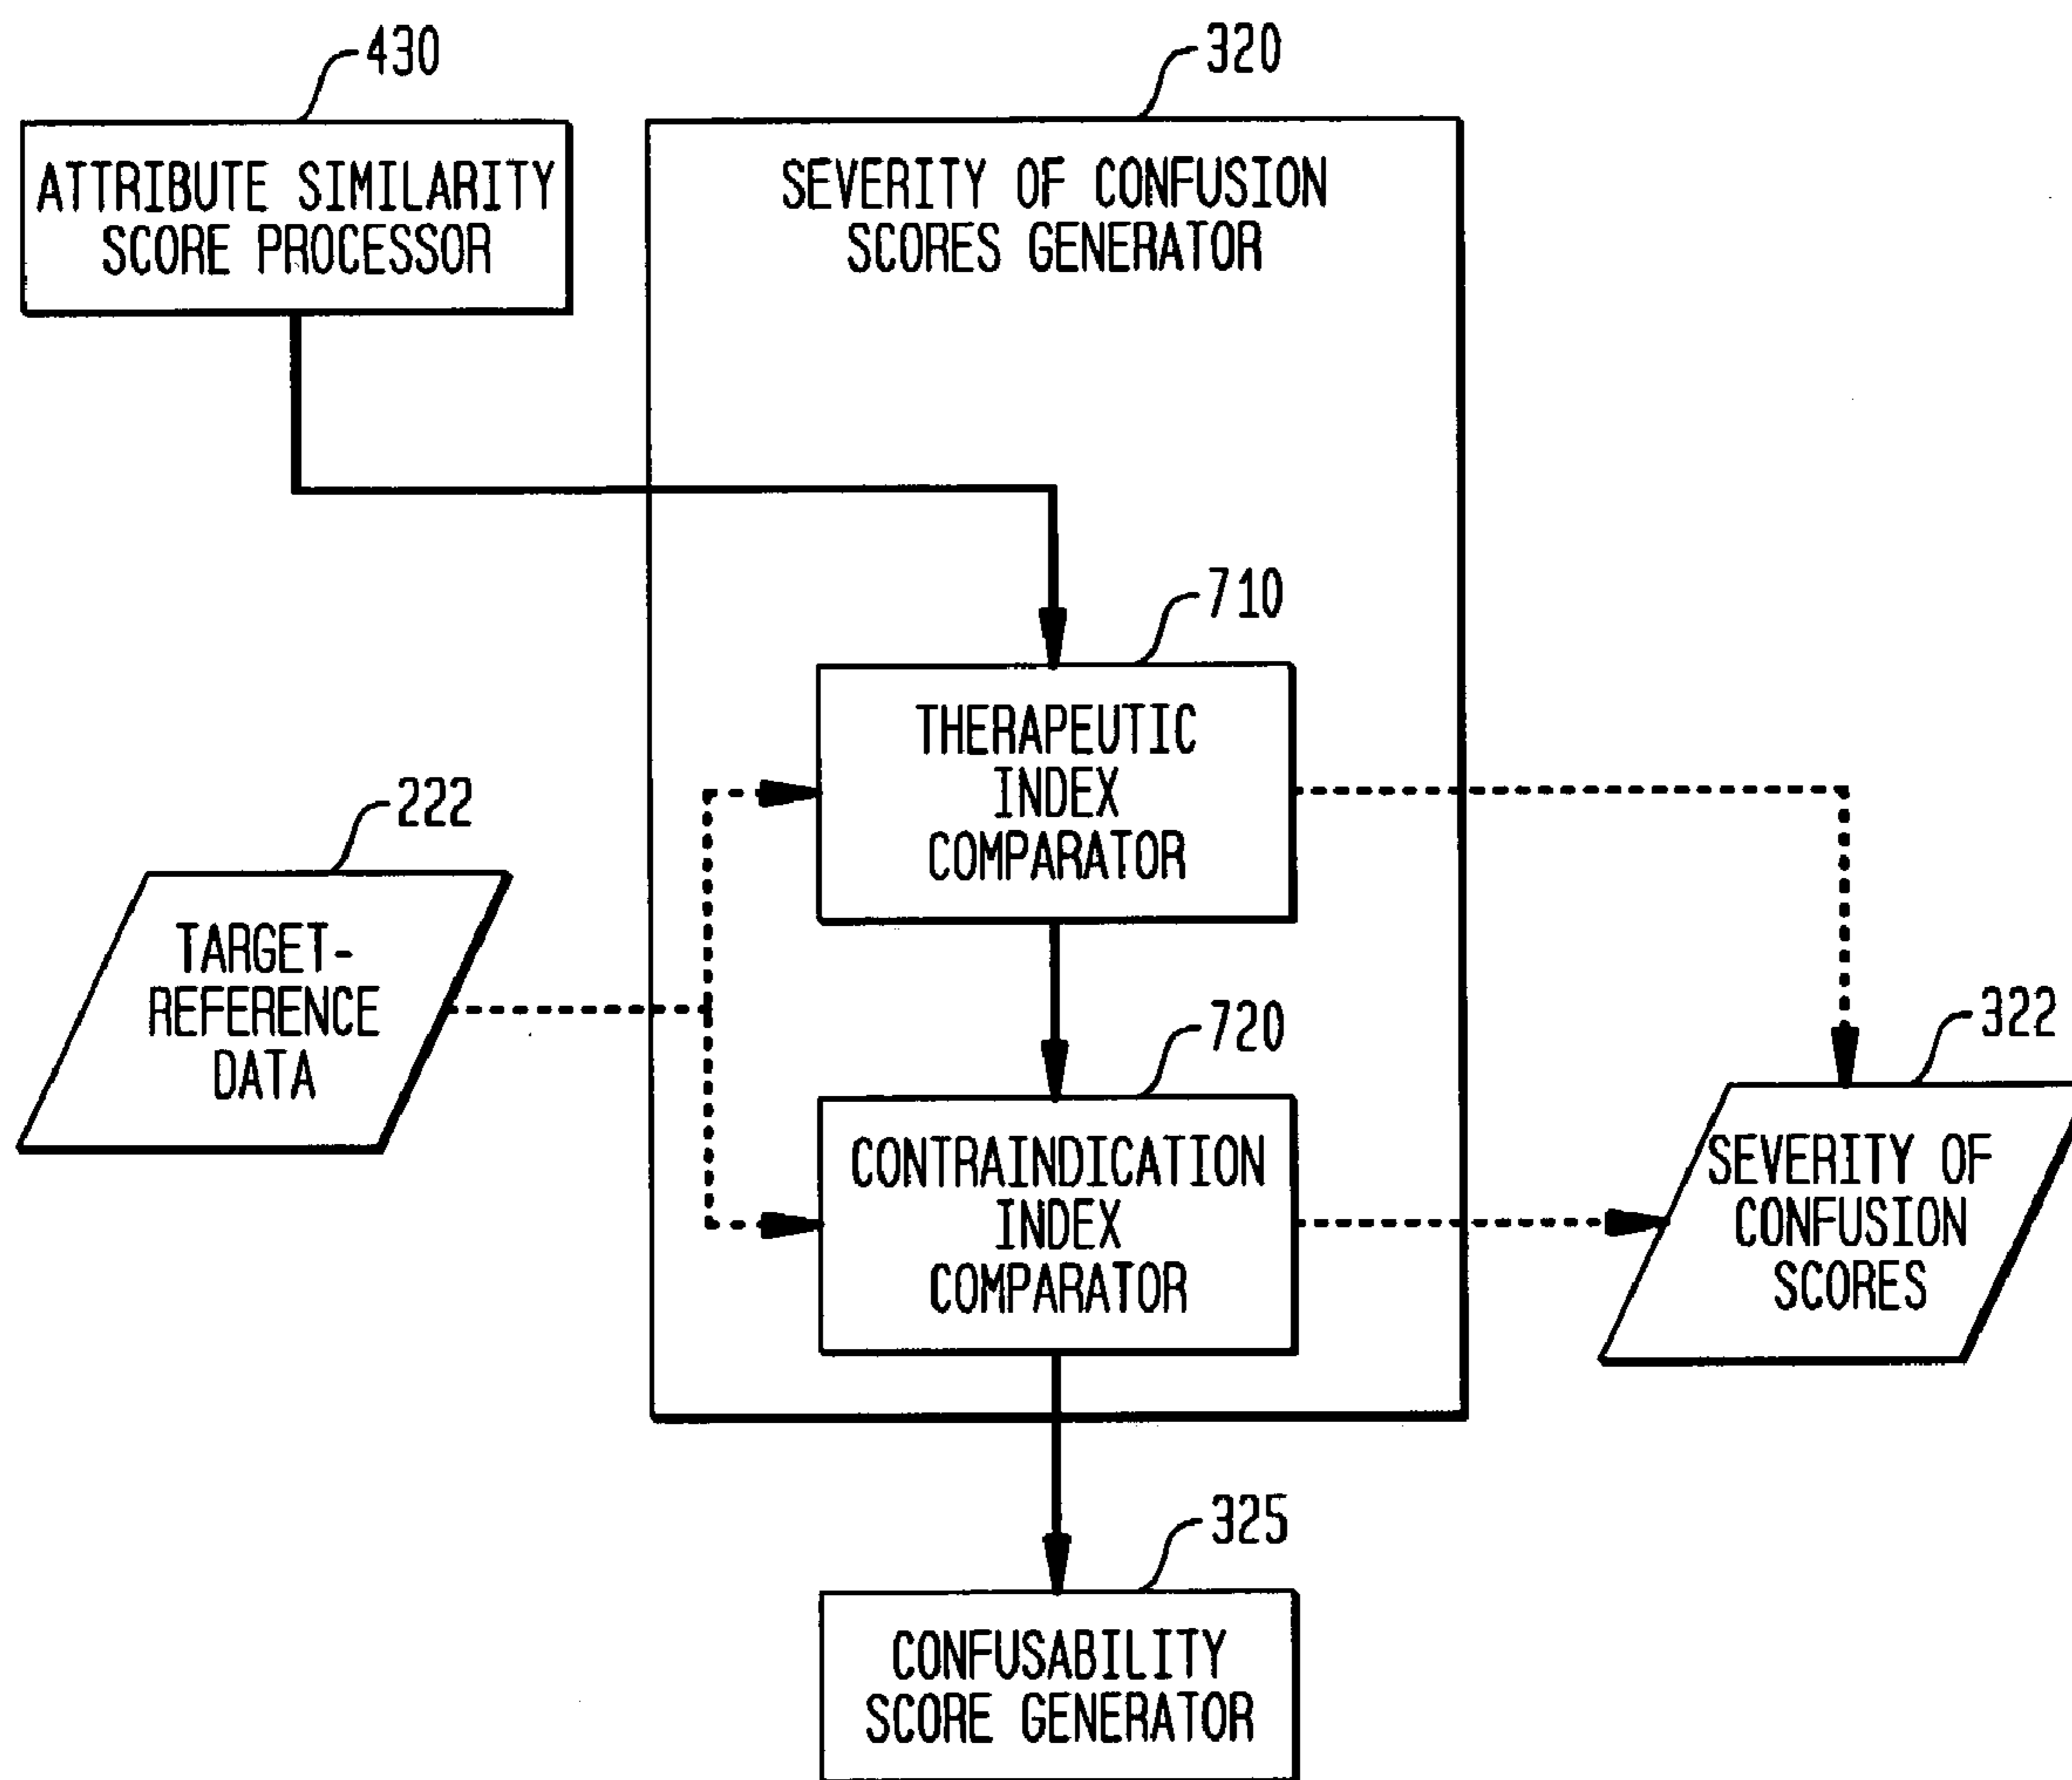 430
320
ATTRIBUTE SIMILARITY
SCORE PROCESSOR
SEVERITY OF CONFUSION
SCORES GENERATOR
710
THERAPEUTIC
INDEX
COMPARATOR
222
TARGET-
REFERENCE
DATA
720
CONTRAINDICATION
INDEX
COMPARATOR
322
SEVERITY OF
CONFUSION
SCORES
325
CONFUSABILITY
SCORE GENERATOR